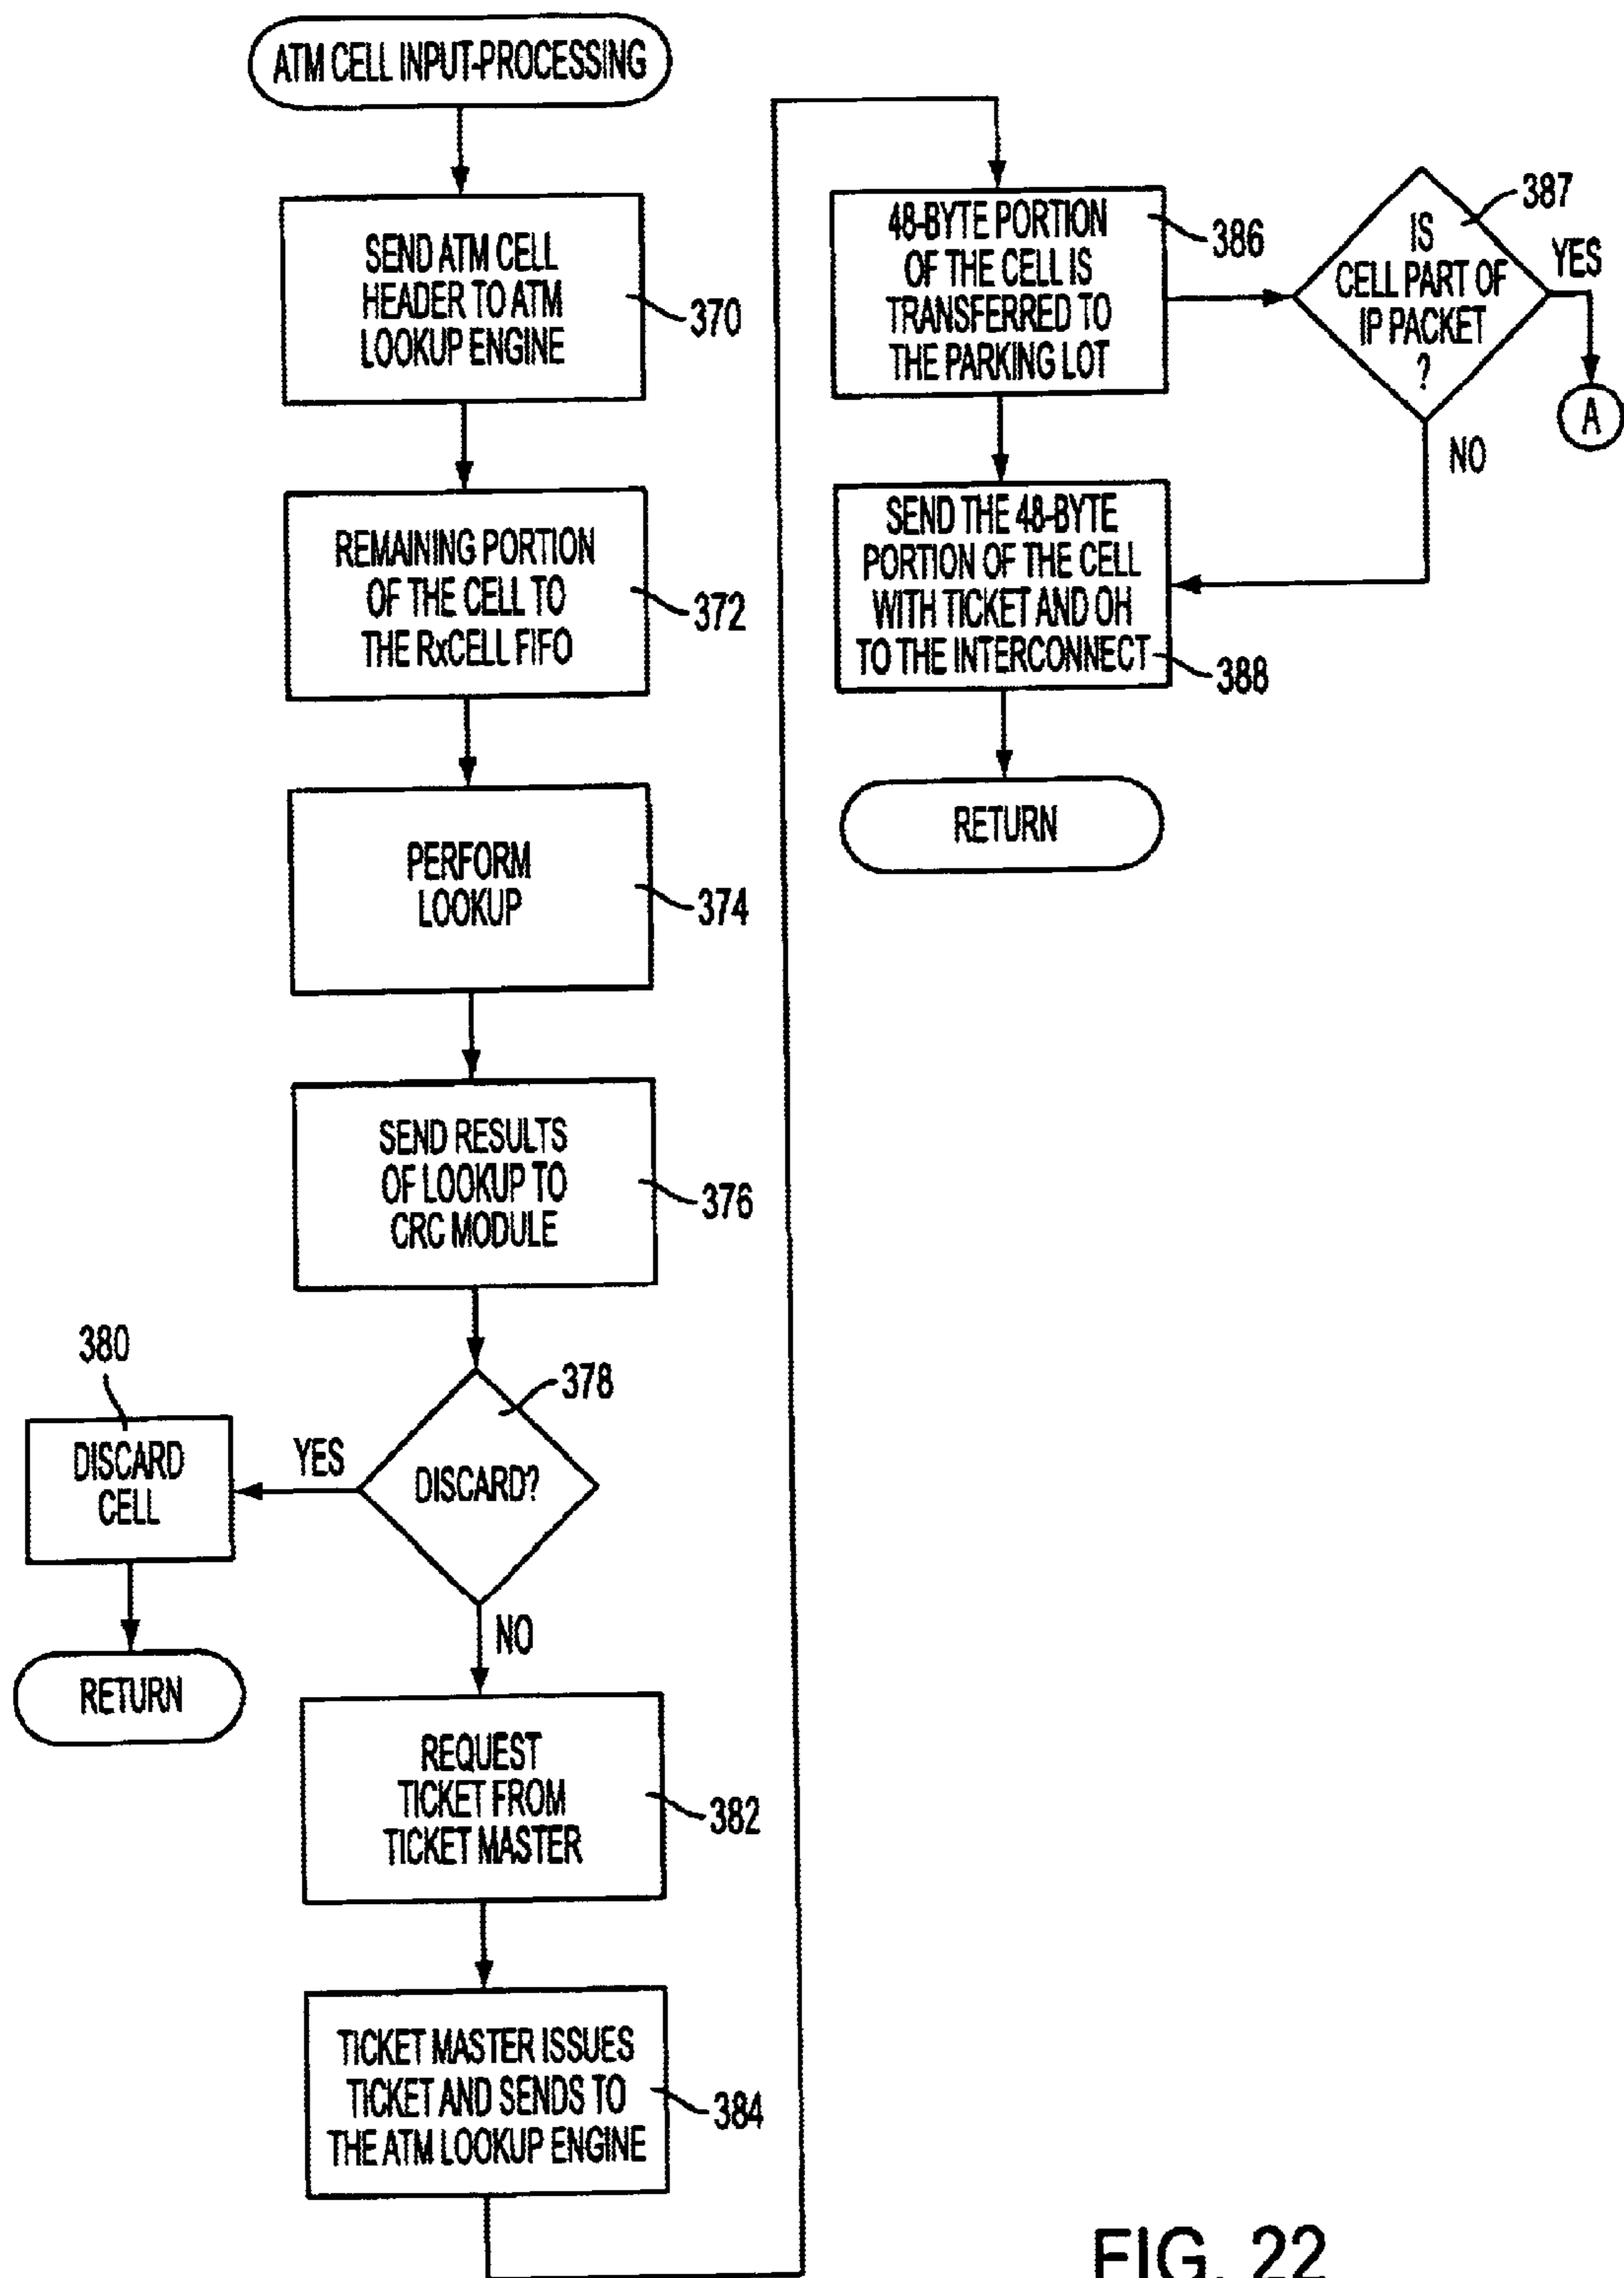 ATM CELL INPUT-PROCESSING
SEND ATM CELL
HEADER TO ATM
LOOKUP ENGINE
370
REMAINING PORTION
OF THE CELL TO
THE RxCELL FIFO
372
PERFORM
LOOKUP
374
SEND RESULTS
OF LOOKUP TO
CRC MODULE
376
378
DISCARD?
YES
380
DISCARD
CELL
RETURN
NO
REQUEST
TICKET FROM
TICKET MASTER
382
TICKET MASTER ISSUES
TICKET AND SENDS TO
THE ATM LOOKUP ENGINE
384
48-BYTE PORTION
OF THE CELL IS
TRANSFERRED TO
THE PARKING LOT
386
387
IS
CELL PART OF
IP PACKET
?
YES
A
NO
SEND THE 48-BYTE
PORTION OF THE CELL
WITH TICKET AND OH
TO THE INTERCONNECT
388
RETURN
FIG. 22